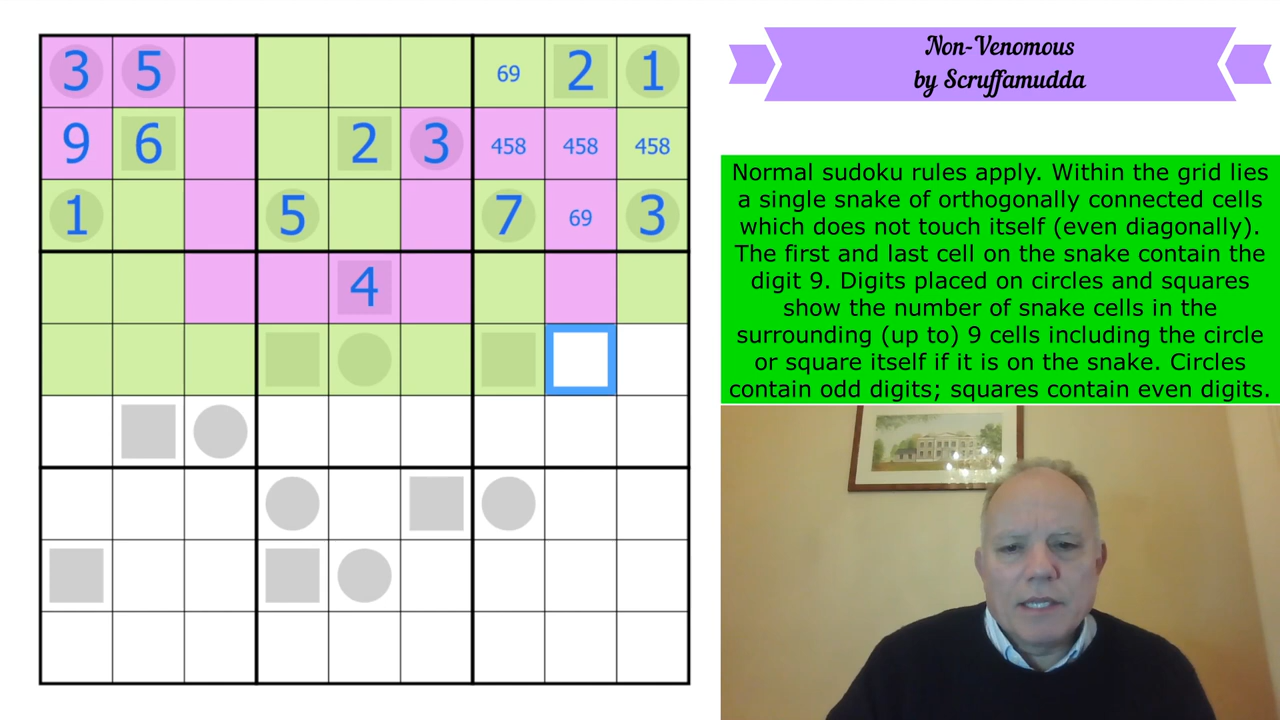 Non-Venomous
by Scruffamudda
Normal sudoku rules apply. Within the grid lies
a single snake of orthogonally connected cells
which does not touch itself (even diagonally).
The first and last cell on the snake contain the
digit 9. Digits placed on circles and squares
show the number of snake cells in the
surrounding (up to) 9 cells including the circle
or square itself if it is on the snake. Circles
contain odd digits; squares contain even digits.
3 5 69 2 1
9 6 2 3 458 458 458
1 5 7 69 3
4